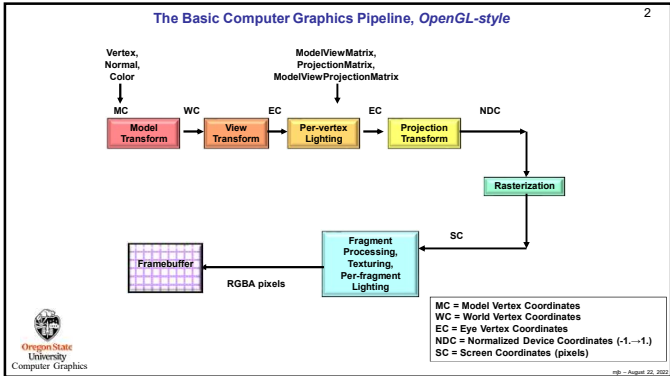 The Basic Computer Graphics Pipeline, OpenGL-style
2
Vertex,
Normal,
Color
ModelViewMatrix,
ProjectionMatrix,
ModelViewProjectionMatrix
MC
WC
EC
EC
NDC
Model
Transform
View
Transform
Per-vertex
Lighting
Projection
Transform
Rasterization
SC
Fragment
Processing,
Texturing,
Per-fragment
Lighting
Framebuffer
RGBA pixels
MC = Model Vertex Coordinates
WC = World Vertex Coordinates
EC = Eye Vertex Coordinates
NDC = Normalized Device Coordinates (-1.→1.)
SC = Screen Coordinates (pixels)
Oregon State
University
Computer Graphics
mjb – August 22, 2022